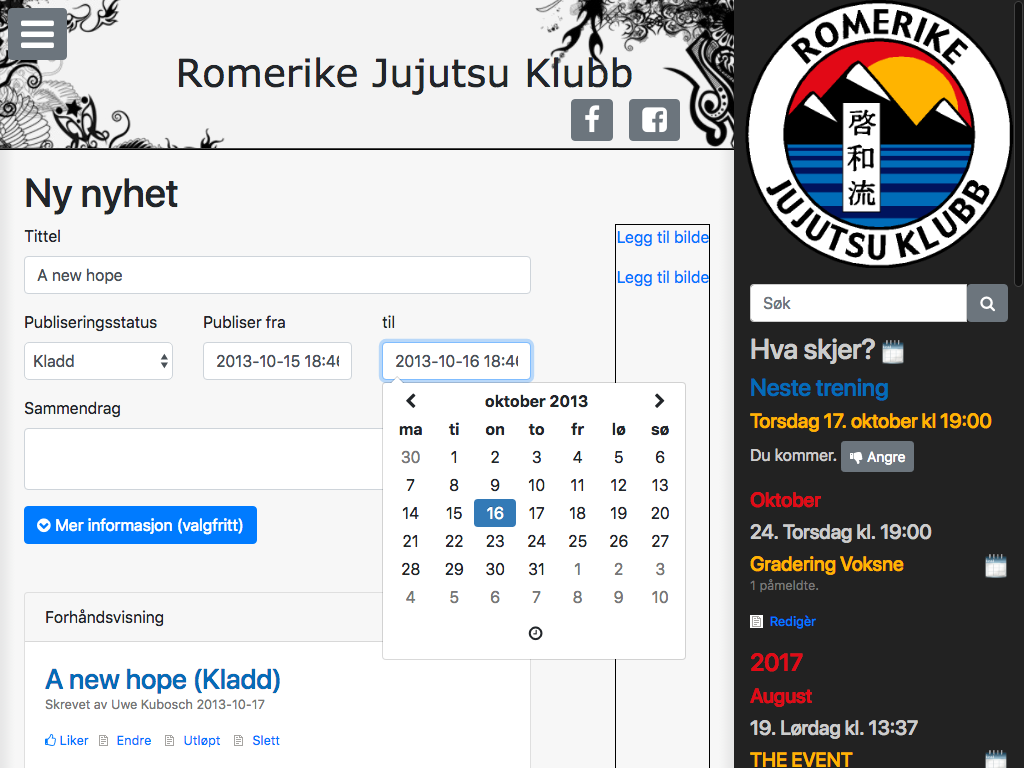 Romerike Jujutsu Klubb
Ny nyhet
Tittel
A new hope
Publiseringsstatus
Publiser fra
til
Kladd
2013-10-15 18:46
2013-10-16 18:46
Sammendrag
Mer informasjon (valgfritt)
Legg til bilde
Legg til bilde
oktober 2013
ma ti on to fr lø sø
30 1 2 3 4 5 6
7 8 9 10 11 12 13
14 15 16 17 18 19 20
21 22 23 24 25 26 27
28 29 30 31 1 2 3
4 5 6 7 8 9 10
Forhåndsvisning
A new hope (Kladd)
Skrevet av Uwe Kubosch 2013-10-17
Liker Endre Utløpt Slett
ROMERIKE
啓和流
JUJUTSU KLUBB
Søk
Hva skjer?
Neste trening
Torsdag 17. oktober kl 19:00
Du kommer. Angre
Oktober
24. Torsdag kl. 19:00
Gradering Voksne
1 påmeldte.
Redigèr
2017
August
19. Lørdag kl. 13:37
THE EVENT